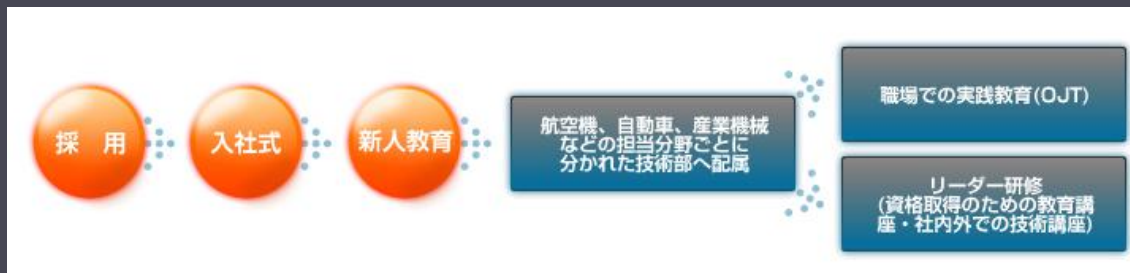 採　用
入社式
新人教育
航空機、自動車、産業機械
などの担当分野ごとに
分かれた技術部へ配属
職場での実践教育(OJT)
リーダー研修
(資格取得のための教育講
座・社内外での技術講座)